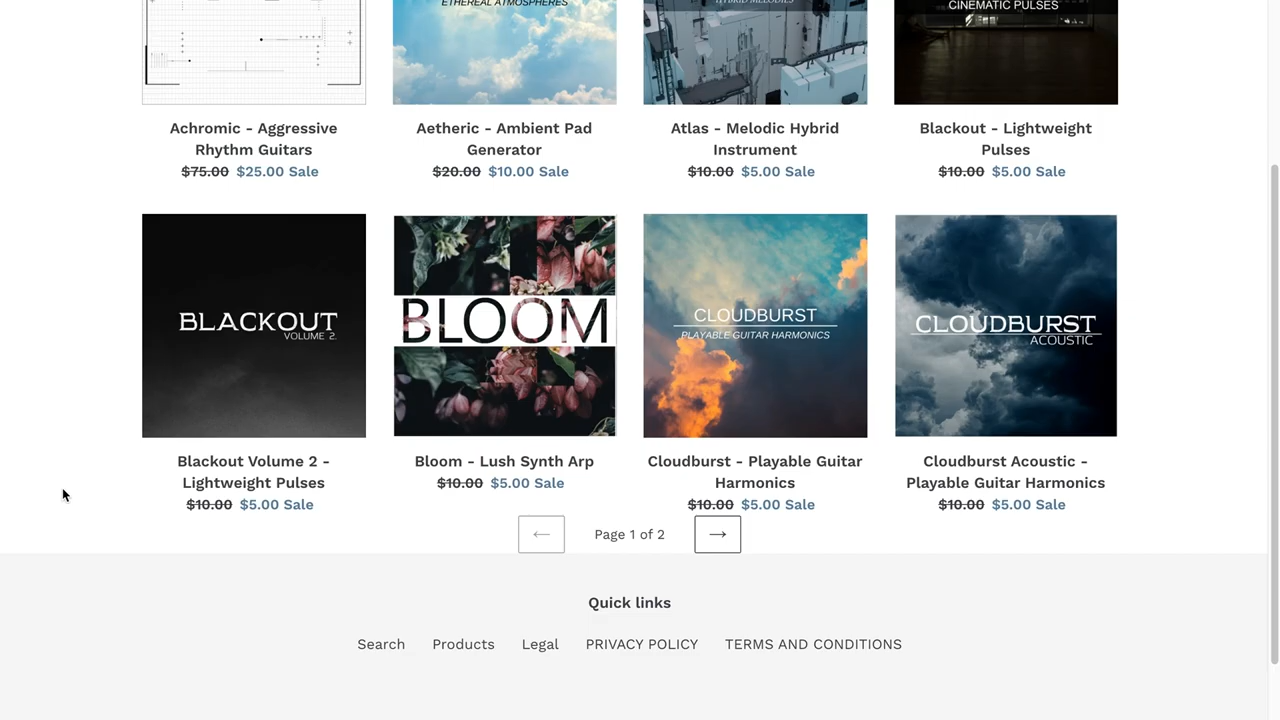 ETHEREAL ATMOSPHERES
HYBRID MELODIES
CINEMATIC PULSES
Achromic - Aggressive
Rhythm Guitars
$75.00 $25.00 Sale
Aetheric - Ambient Pad
Generator
$20.00 $10.00 Sale
Atlas - Melodic Hybrid
Instrument
$10.00 $5.00 Sale
Blackout - Lightweight
Pulses
$10.00 $5.00 Sale
BLACKOUT
VOLUME 2.
BLOOM
CLOUDBURST
PLAYABLE GUITAR HARMONICS
CLOUDBURST
ACOUSTIC
Blackout Volume 2 -
Lightweight Pulses
$10.00 $5.00 Sale
Bloom - Lush Synth Arp
$10.00 $5.00 Sale
Cloudburst - Playable Guitar
Harmonics
$10.00 $5.00 Sale
Cloudburst Acoustic -
Playable Guitar Harmonics
$10.00 $5.00 Sale
← Page 1 of 2 →
Quick links
Search Products Legal PRIVACY POLICY TERMS AND CONDITIONS